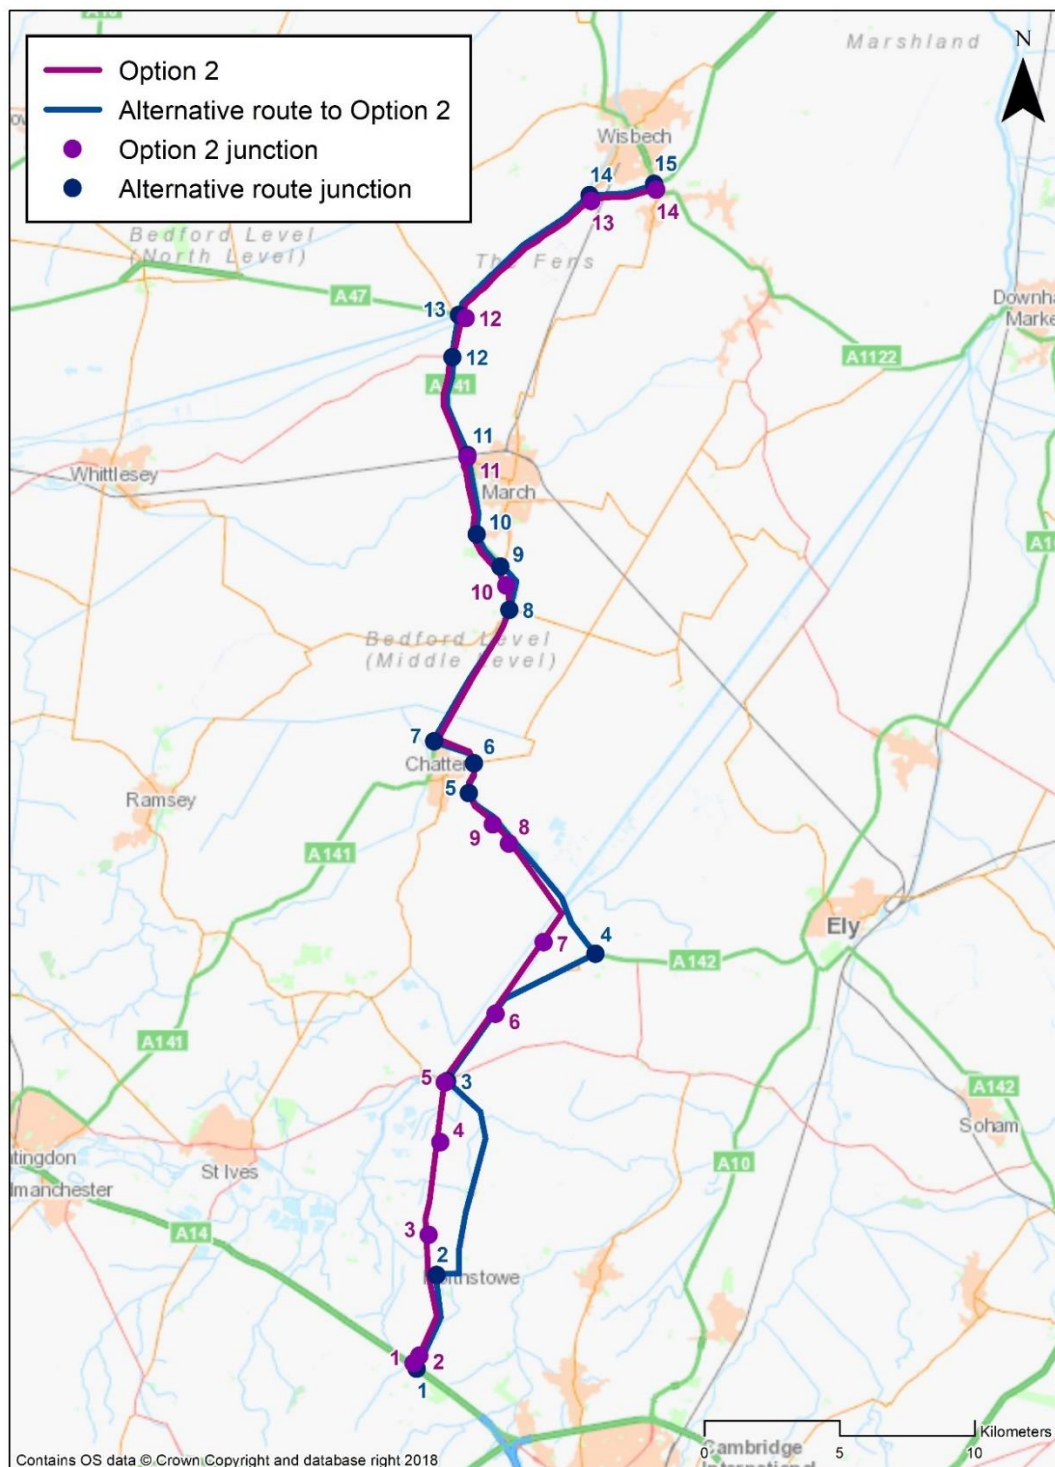 Option 2
Alternative route to Option 2
Option 2 junction
Alternative route junction
Marshland
N
Wisbech
15
14
14
13
Bedford Level
(North Level)
The Fens
A47
13
12
12
A1122
11
Whittlesey
11
March
10
9
10
8
Bedford Level
(Middle Level)
7
6
5
Ramsey
9
8
A141
Ely
4
7
A142
6
A141
5
3
A142
4
Soham
St Ives
A10
A14
3
2
1
2
1
Kilometers
0
5
10
Cambridge
Contains OS data © Crown Copyright and database right 2018